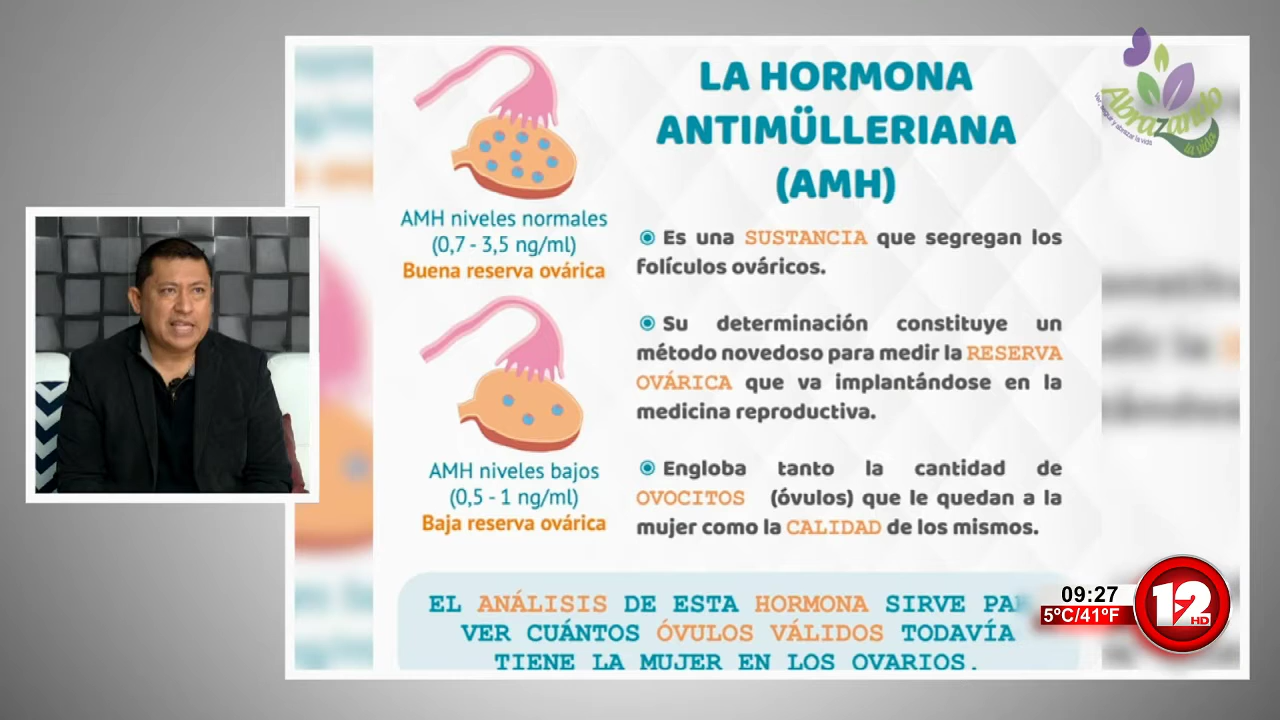 LA HORMONA
ANTIMÜLLERIANA
(AMH)
AMH niveles normales
(0,7 - 3,5 ng/ml)
Buena reserva ovárica
Es una SUSTANCIA que segregan los
folículos ováricos.
Su determinación constituye un
método novedoso para medir la RESERVA
OVÁRICA que va implantándose en la
medicina reproductiva.
AMH niveles bajos
(0,5 - 1 ng/ml)
Baja reserva ovárica
Engloba tanto la cantidad de
OVOCITOS (óvulos) que le quedan a la
mujer como la CALIDAD de los mismos.
EL ANÁLISIS DE ESTA HORMONA SIRVE
VER CUÁNTOS ÓVULOS VÁLIDOS TODAVÍA
TIENE LA MUJER EN LOS OVARIOS.
Abrazando
la vida
09:27
5°C/41°F
12
HD